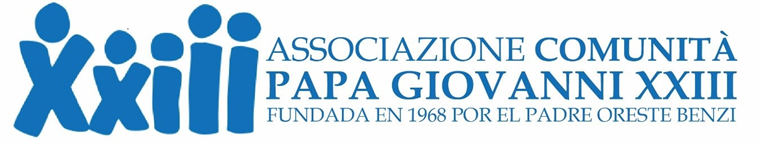 xxiii
ASSOCIAZIONE COMUNITÀ
PAPA GIOVANNI XXIII
FUNDADA EN 1968 POR EL PADRE ORESTE BENZI